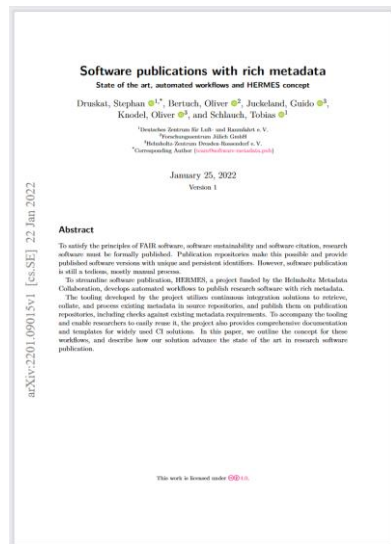 Software publications with rich metadata
State of the art, automated workflows and HERMES concept
Druskat, Stephan 1,*, Bertuch, Oliver 2, Juckeland, Guido 3,
Knodel, Oliver 3, and Schlauch, Tobias 1
1Deutsches Zentrum für Luft- und Raumfahrt e. V.
2Forschungszentrum Jülich GmbH
3Helmholtz Zentrum Dresden-Rossendorf e. V.
*Corresponding Author (team@software-metadata.pub)
January 25, 2022
Version 1
Abstract
To satisfy the principles of FAIR software, software sustainability and software citation, research
software must be formally published. Publication repositories make this possible and provide
published software versions with unique and persistent identifiers. However, software publication
is still a tedious, mostly manual process.
To streamline software publication, HERMES, a project funded by the Helmholtz Metadata
Collaboration, develops automated workflows to publish research software with rich metadata.
The tooling developed by the project utilizes continuous integration solutions to retrieve,
collate, and process existing metadata in source repositories, and publish them on publication
repositories, including checks against existing metadata requirements. To accompany the tooling
and enable researchers to easily reuse it, the project also provides comprehensive documentation
and templates for widely used CI solutions. In this paper, we outline the concept for these
workflows, and describe how our solution advance the state of the art in research software
publication.
This work is licensed under
arXiv:2201.09015v1 [cs.SE] 22 Jan 2022